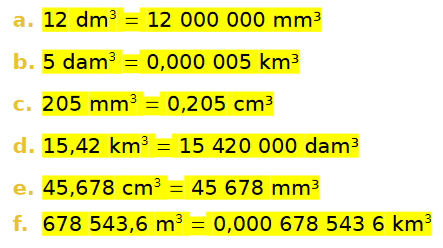 a. 12 dm³ = 12 000 000 mm³
b. 5 dam³ = 0,000 005 km³
c. 205 mm³ = 0,205 cm³
d. 15,42 km³ = 15 420 000 dam³
e. 45,678 cm³ = 45 678 mm³
f. 678 543,6 m³ = 0,000 678 543 6 km³